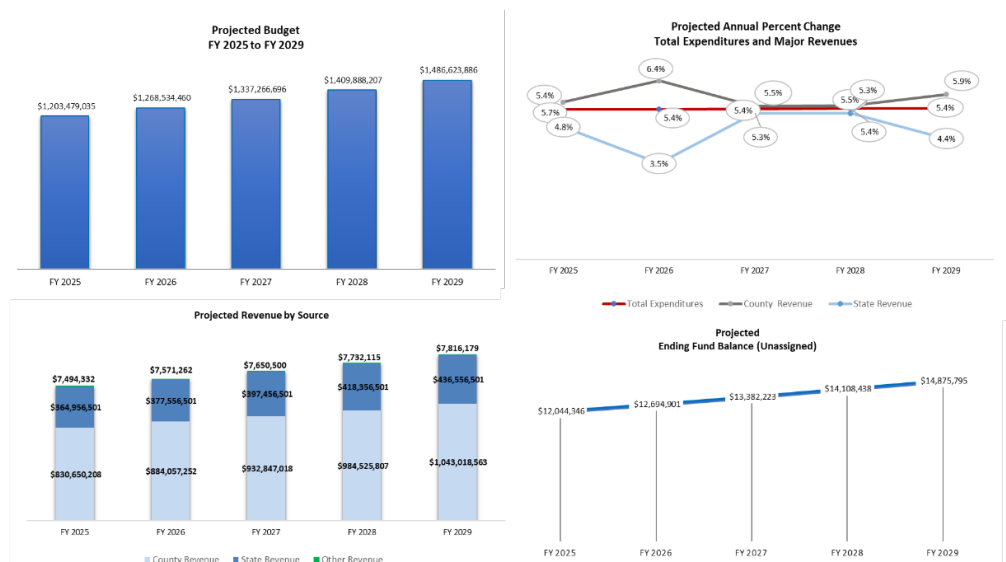 Projected Budget
FY 2025 to FY 2029
$1,203,479,035
$1,268,534,460
$1,337,266,696
$1,409,888,207
$1,486,623,886
FY 2025
FY 2026
FY 2027
FY 2028
FY 2029
Projected Annual Percent Change
Total Expenditures and Major Revenues
5.4%
5.7%
4.8%
6.4%
5.4%
3.5%
5.4%
5.5%
5.3%
5.5%
5.3%
5.4%
5.9%
5.4%
4.4%
FY 2025
FY 2026
FY 2027
FY 2028
FY 2029
Total Expenditures
County Revenue
State Revenue
Projected Revenue by Source
$7,494,332
$7,571,262
$7,650,500
$7,732,115
$7,816,179
$364,956,501
$377,556,501
$397,456,501
$418,356,501
$436,556,501
$830,650,208
$884,057,252
$932,847,018
$984,525,807
$1,043,018,563
FY 2025
FY 2026
FY 2027
FY 2028
FY 2029
County Revenue
State Revenue
Other Revenue
Projected
Ending Fund Balance (Unassigned)
$12,044,346
$12,694,901
$13,382,223
$14,108,438
$14,875,795
FY 2025
FY 2026
FY 2027
FY 2028
FY 2029